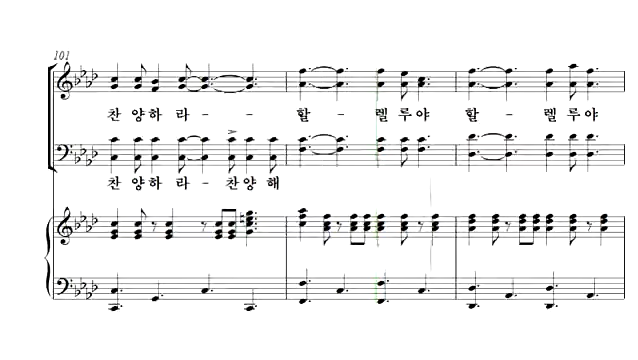 101
찬 양 하 라 - - 할 - 렐 루 야 할 - 렐 루 야
찬 양 하 라 - 찬 양 해